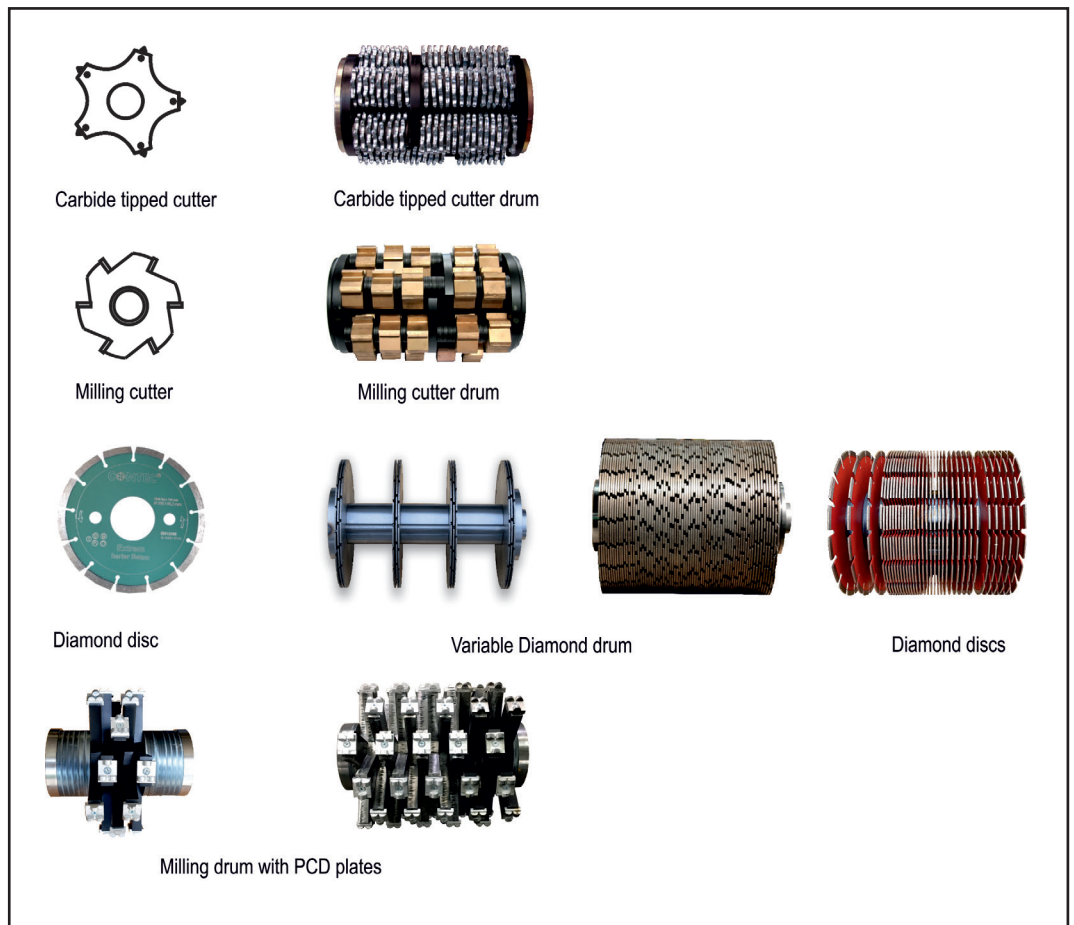 Carbide tipped cutter
Carbide tipped cutter drum
Milling cutter
Milling cutter drum
Diamond disc
Variable Diamond drum
Diamond discs
Milling drum with PCD plates